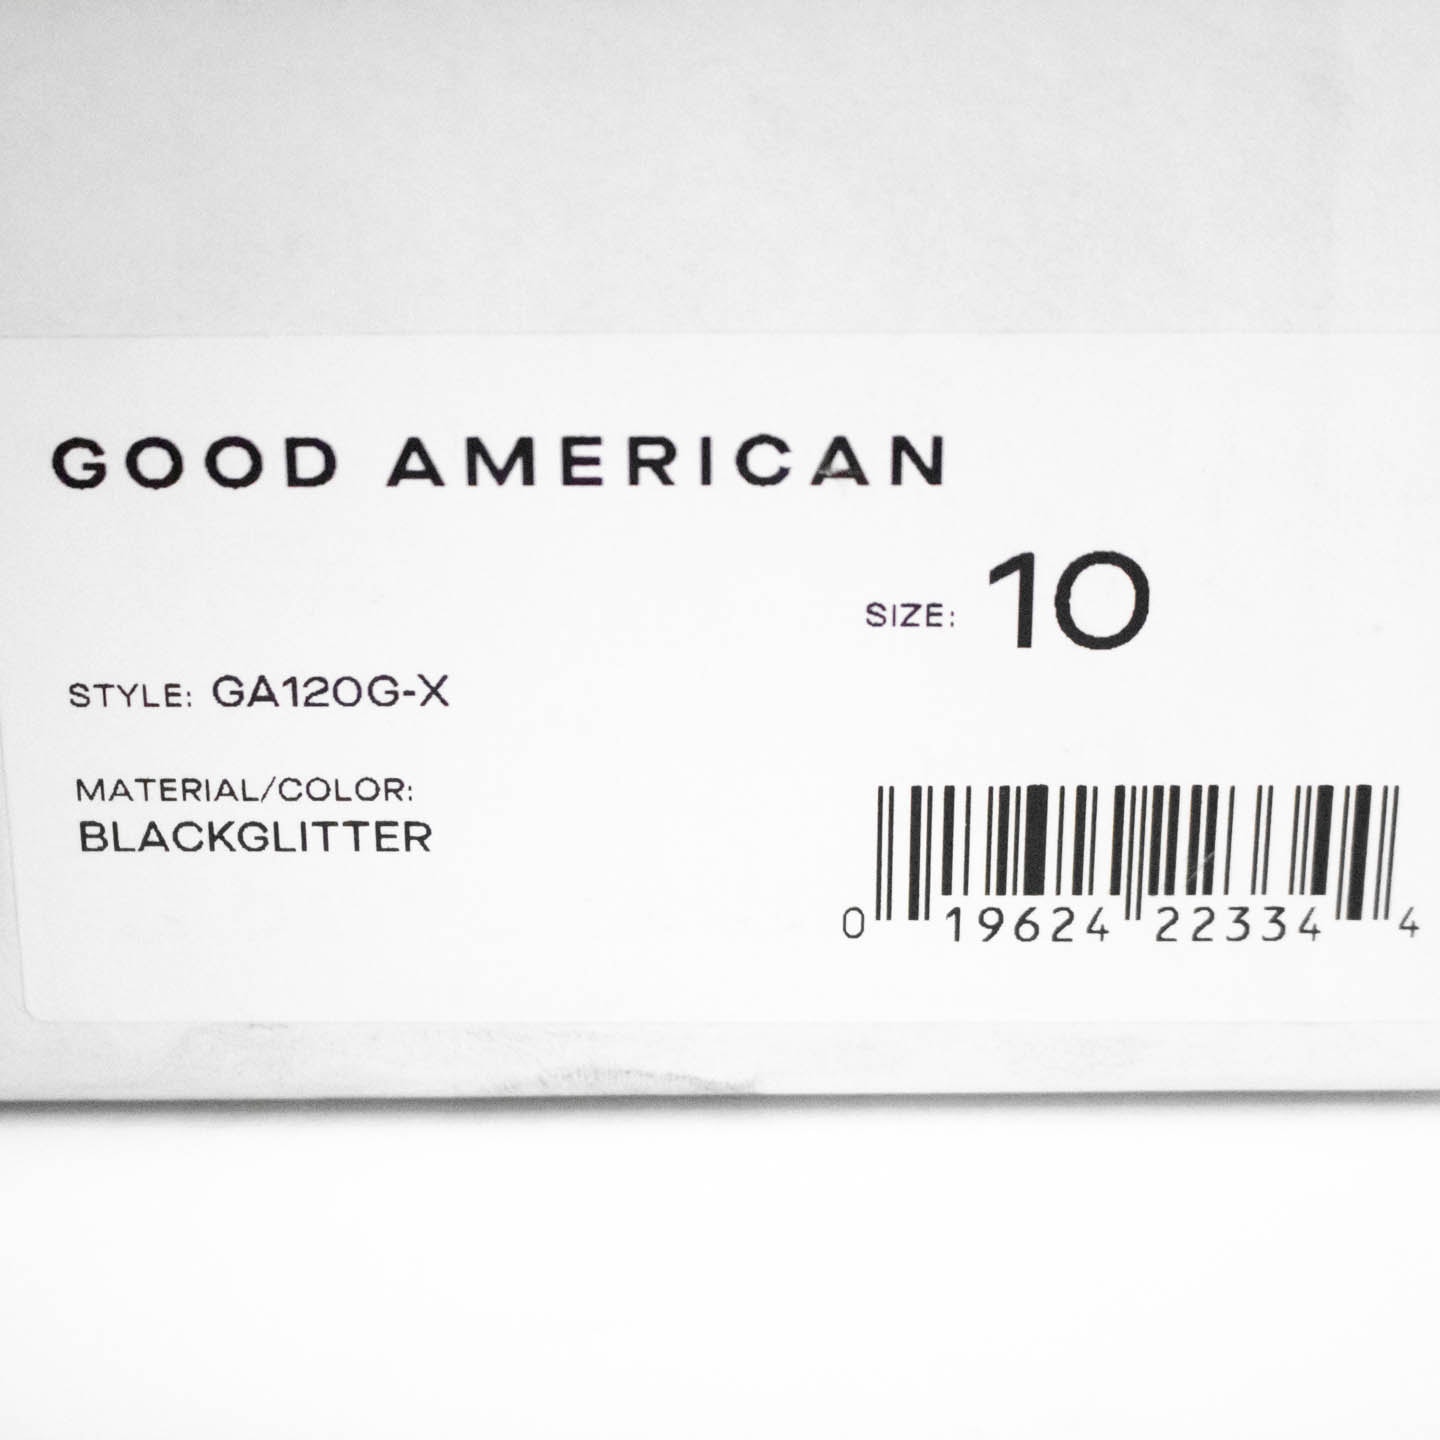 GOOD AMERICAN
SIZE: 10
STYLE: GA120G-X
MATERIAL/COLOR:
BLACKGLITTER
0 19624 22334 4